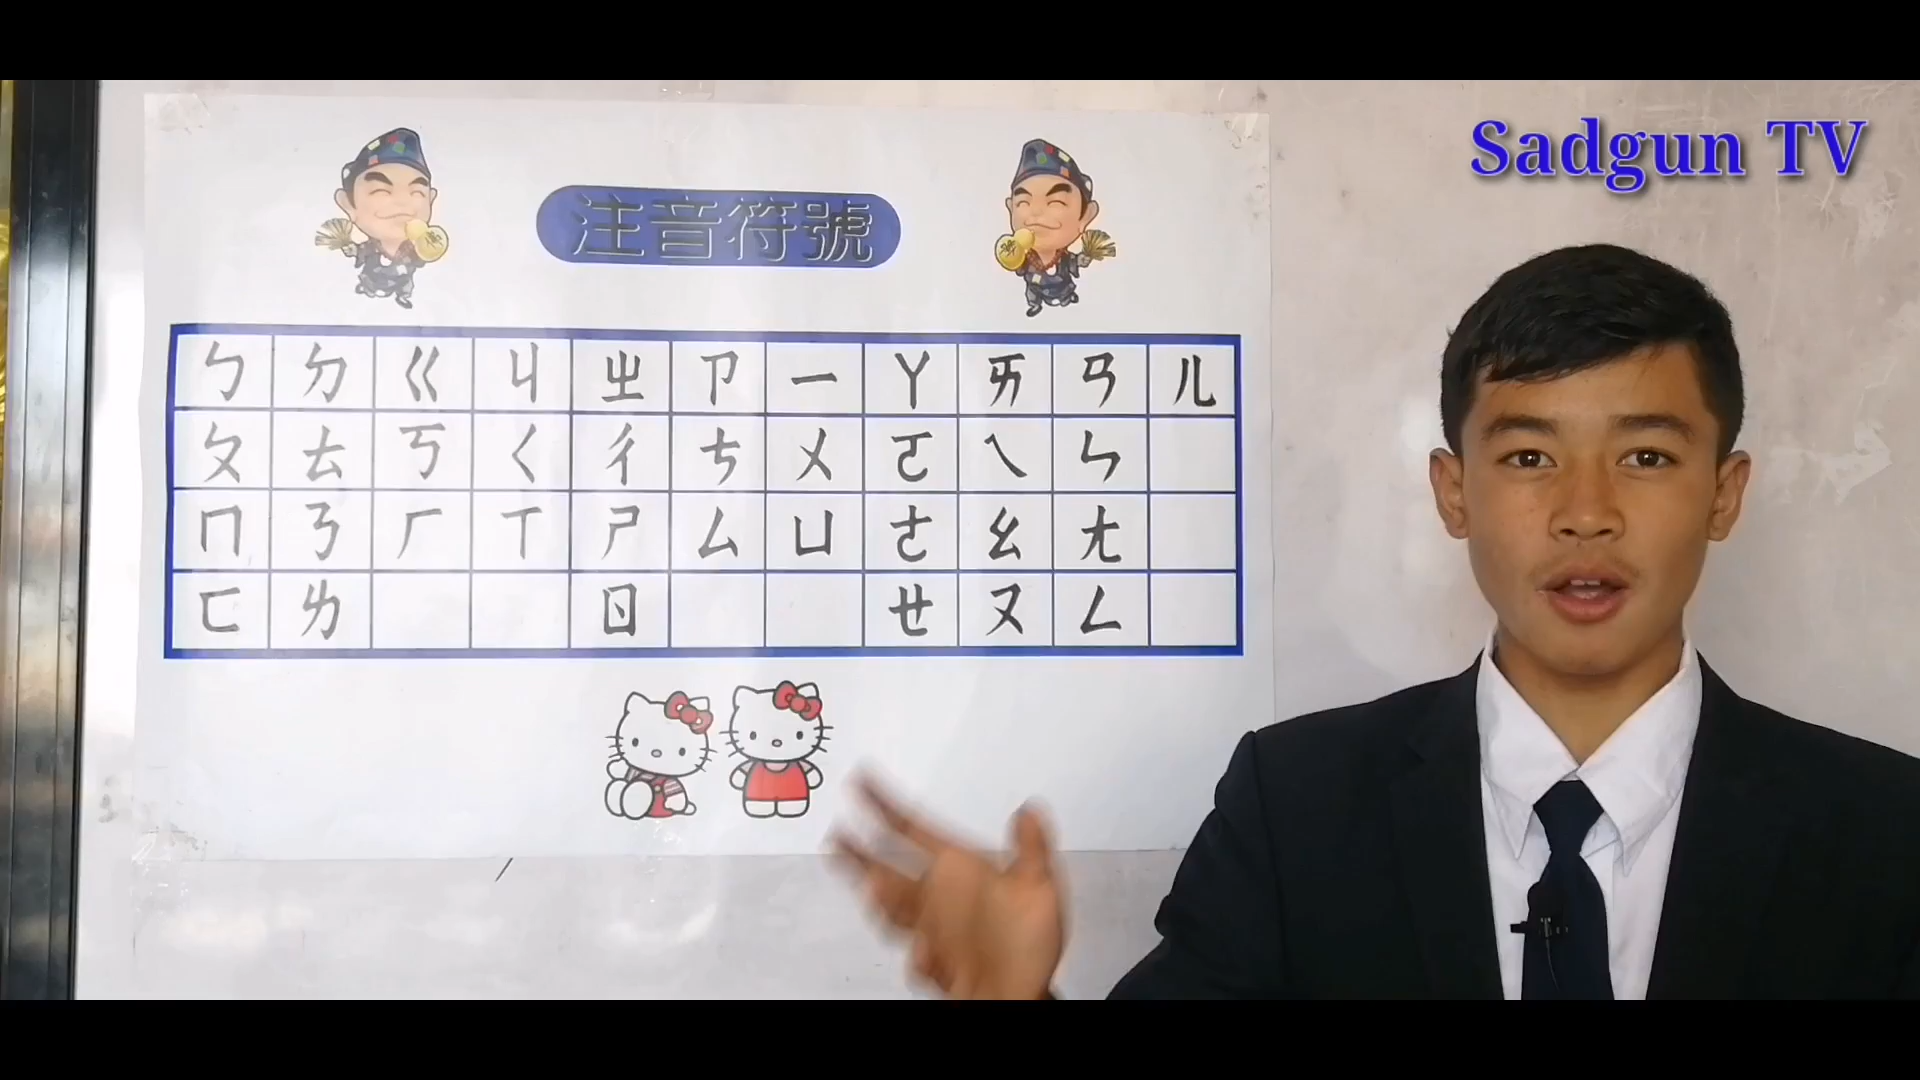 Sadgun TV
注音符號
ㄅ ㄉ ㄍ ㄐ ㄓ ㄗ ㄧ ㄚ ㄞ ㄢ ㄦ
ㄆ ㄊ ㄎ ㄑ ㄔ ㄘ ㄨ ㄛ ㄟ ㄣ
ㄇ ㄋ ㄏ ㄒ ㄕ ㄙ ㄩ ㄜ ㄠ ㄤ
ㄈ ㄌ ㄖ ㄝ ㄡ ㄥ